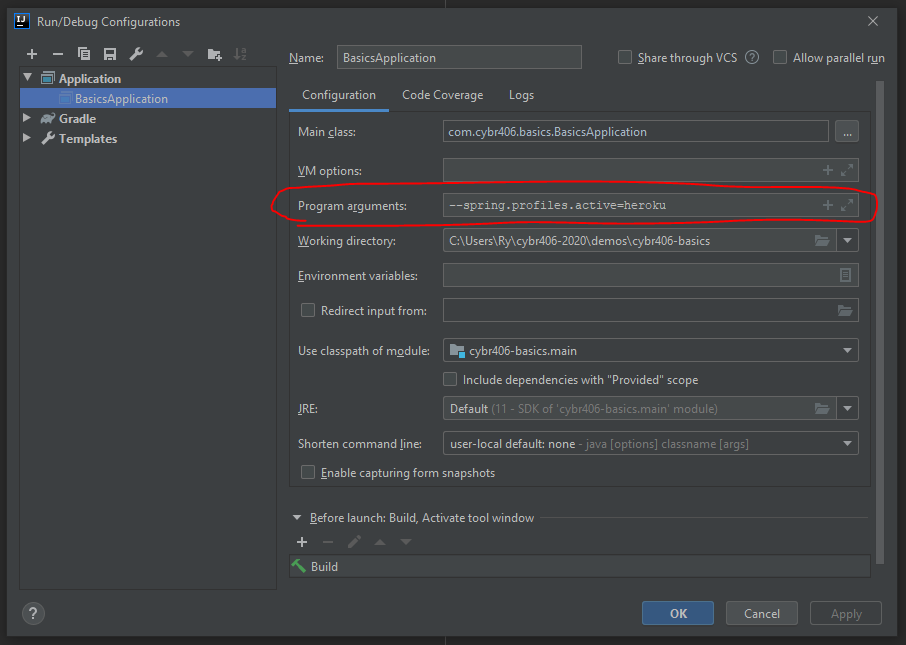 IJ Run/Debug Configurations
Name: BasicsApplication Share through VCS ? Allow parallel run
Application
BasicsApplication
Gradle
Templates
Configuration Code Coverage Logs
Main class: com.cybr406.basics.BasicsApplication ...
VM options:
Program arguments: --spring.profiles.active=heroku
Working directory: C:\Users\Ry\cybr406-2020\demos\cybr406-basics
Environment variables:
Redirect input from:
Use classpath of module: cybr406-basics.main
Include dependencies with "Provided" scope
JRE: Default (11 - SDK of 'cybr406-basics.main' module)
Shorten command line: user-local default: none - java [options] classname [args]
Enable capturing form snapshots
Before launch: Build, Activate tool window
Build
? OK Cancel Apply